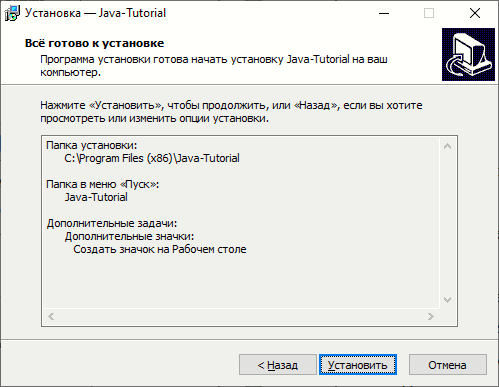 Установка — Java-Tutorial
Всё готово к установке
Программа установки готова начать установку Java-Tutorial на ваш
компьютер.
Нажмите «Установить», чтобы продолжить, или «Назад», если вы хотите
просмотреть или изменить опции установки.
Папка установки:
C:\Program Files (x86)\Java-Tutorial
Папка в меню «Пуск»:
Java-Tutorial
Дополнительные задачи:
Дополнительные значки:
Создать значок на Рабочем столе
< Назад
Установить
Отмена